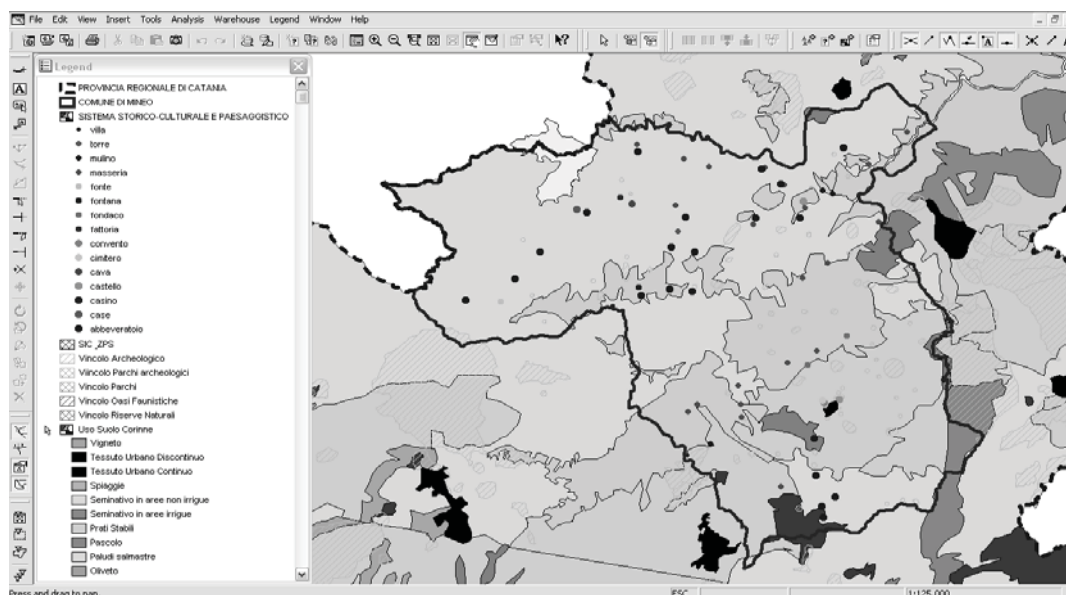 File Edit View Insert Tools Analysis Warehouse Legend Window Help
Legend
PROVINCIA REGIONALE DI CATANIA
COMUNE DI MINEO
SISTEMA STORICO-CULTURALE E PAESAGGISTICO
villa
torre
mulino
masseria
fonte
fontana
fondaco
fattoria
convento
cimitero
cava
castello
casino
case
abbeveratoio
SIC_ZPS
Vincolo Archeologico
Viincolo Parchi archeologici
Vincolo Parchi
Vincolo Oasi Faunistiche
Vincolo Riserve Naturali
Uso Suolo Corinne
Vigneto
Tessuto Urbano Discontinuo
Tessuto Urbano Continuo
Spiaggie
Seminativo in aree non irrigue
Seminativo in aree irrigue
Prati Stabili
Pascolo
Paludi salmastre
Oliveto
Press and drag to pan. ESC 1:125.000